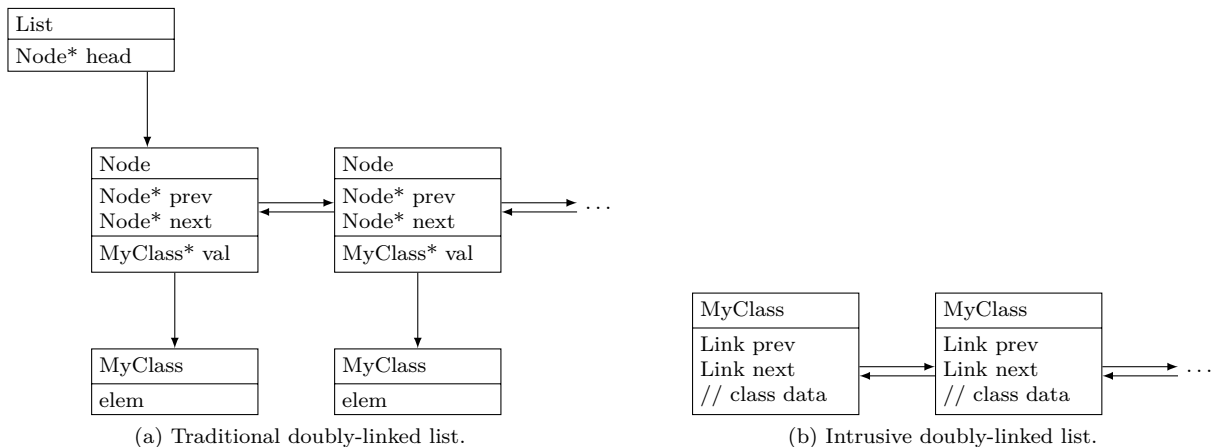 List
Node* head
Node
Node* prev
Node* next
MyClass* val
Node
Node* prev
Node* next
MyClass* val
...
MyClass
elem
MyClass
elem
(a) Traditional doubly-linked list.
MyClass
Link prev
Link next
// class data
MyClass
Link prev
Link next
// class data
...
(b) Intrusive doubly-linked list.